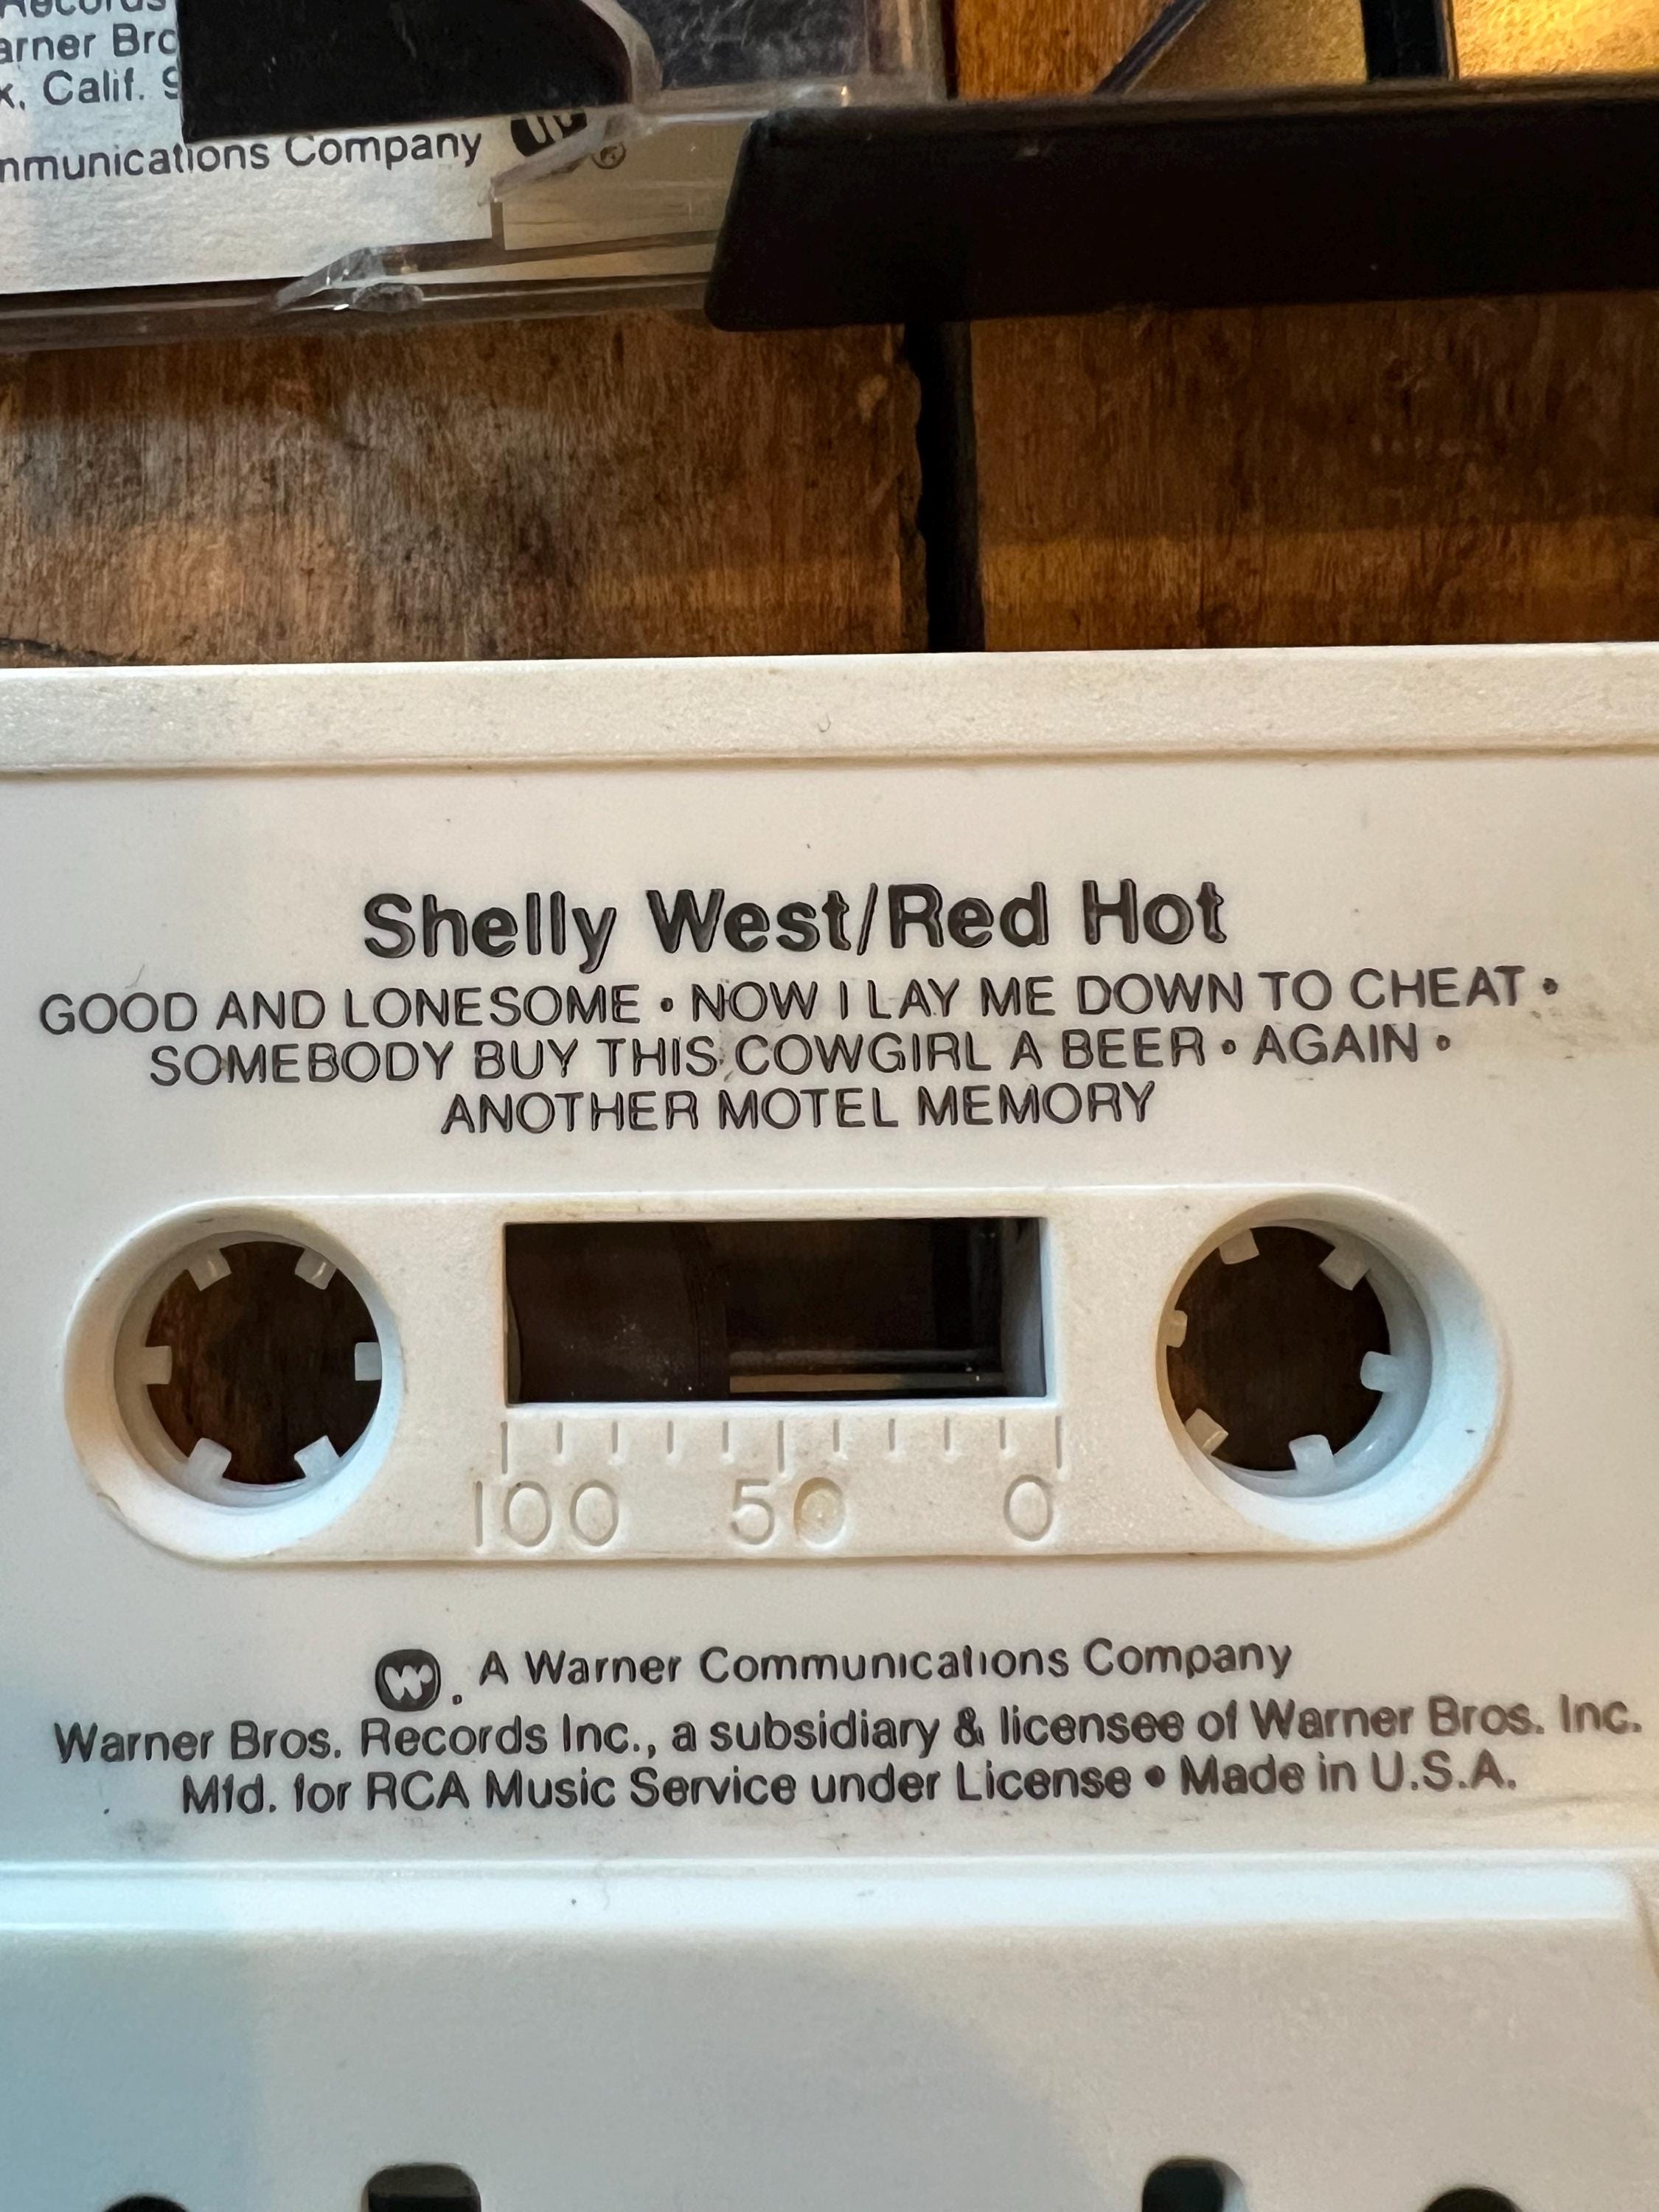 Records
arner Bro
k, Calif. 9
mmunications Company ®
Shelly West/Red Hot
GOOD AND LONESOME • NOW I LAY ME DOWN TO CHEAT •
SOMEBODY BUY THIS COWGIRL A BEER • AGAIN •
ANOTHER MOTEL MEMORY
100 50 0
A Warner Communications Company
Warner Bros. Records Inc., a subsidiary & licensee of Warner Bros. Inc.
Mfd. for RCA Music Service under License • Made in U.S.A.